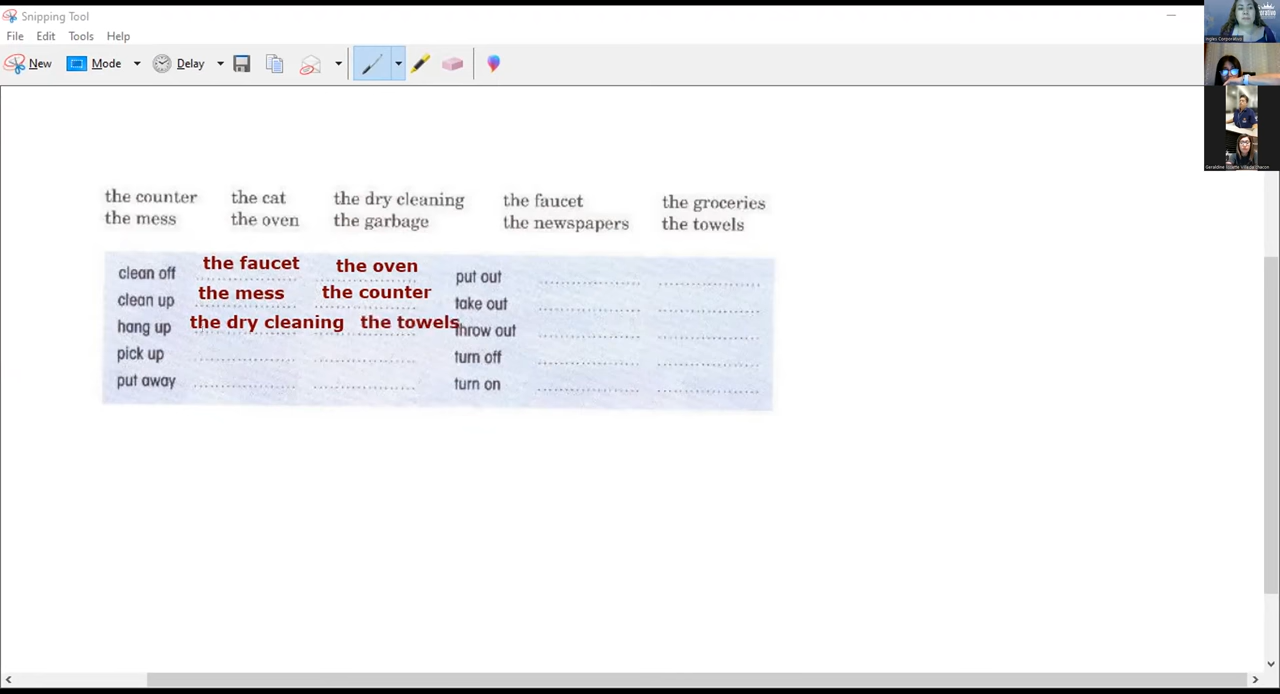 Snipping Tool
File Edit Tools Help
New Mode Delay
Ingles Corporativo
the counter the cat the dry cleaning the faucet the groceries
the mess the oven the garbage the newspapers the towels
clean off the faucet the oven put out
clean up the mess the counter take out
hang up the dry cleaning the towels throw out
pick up turn off
put away turn on